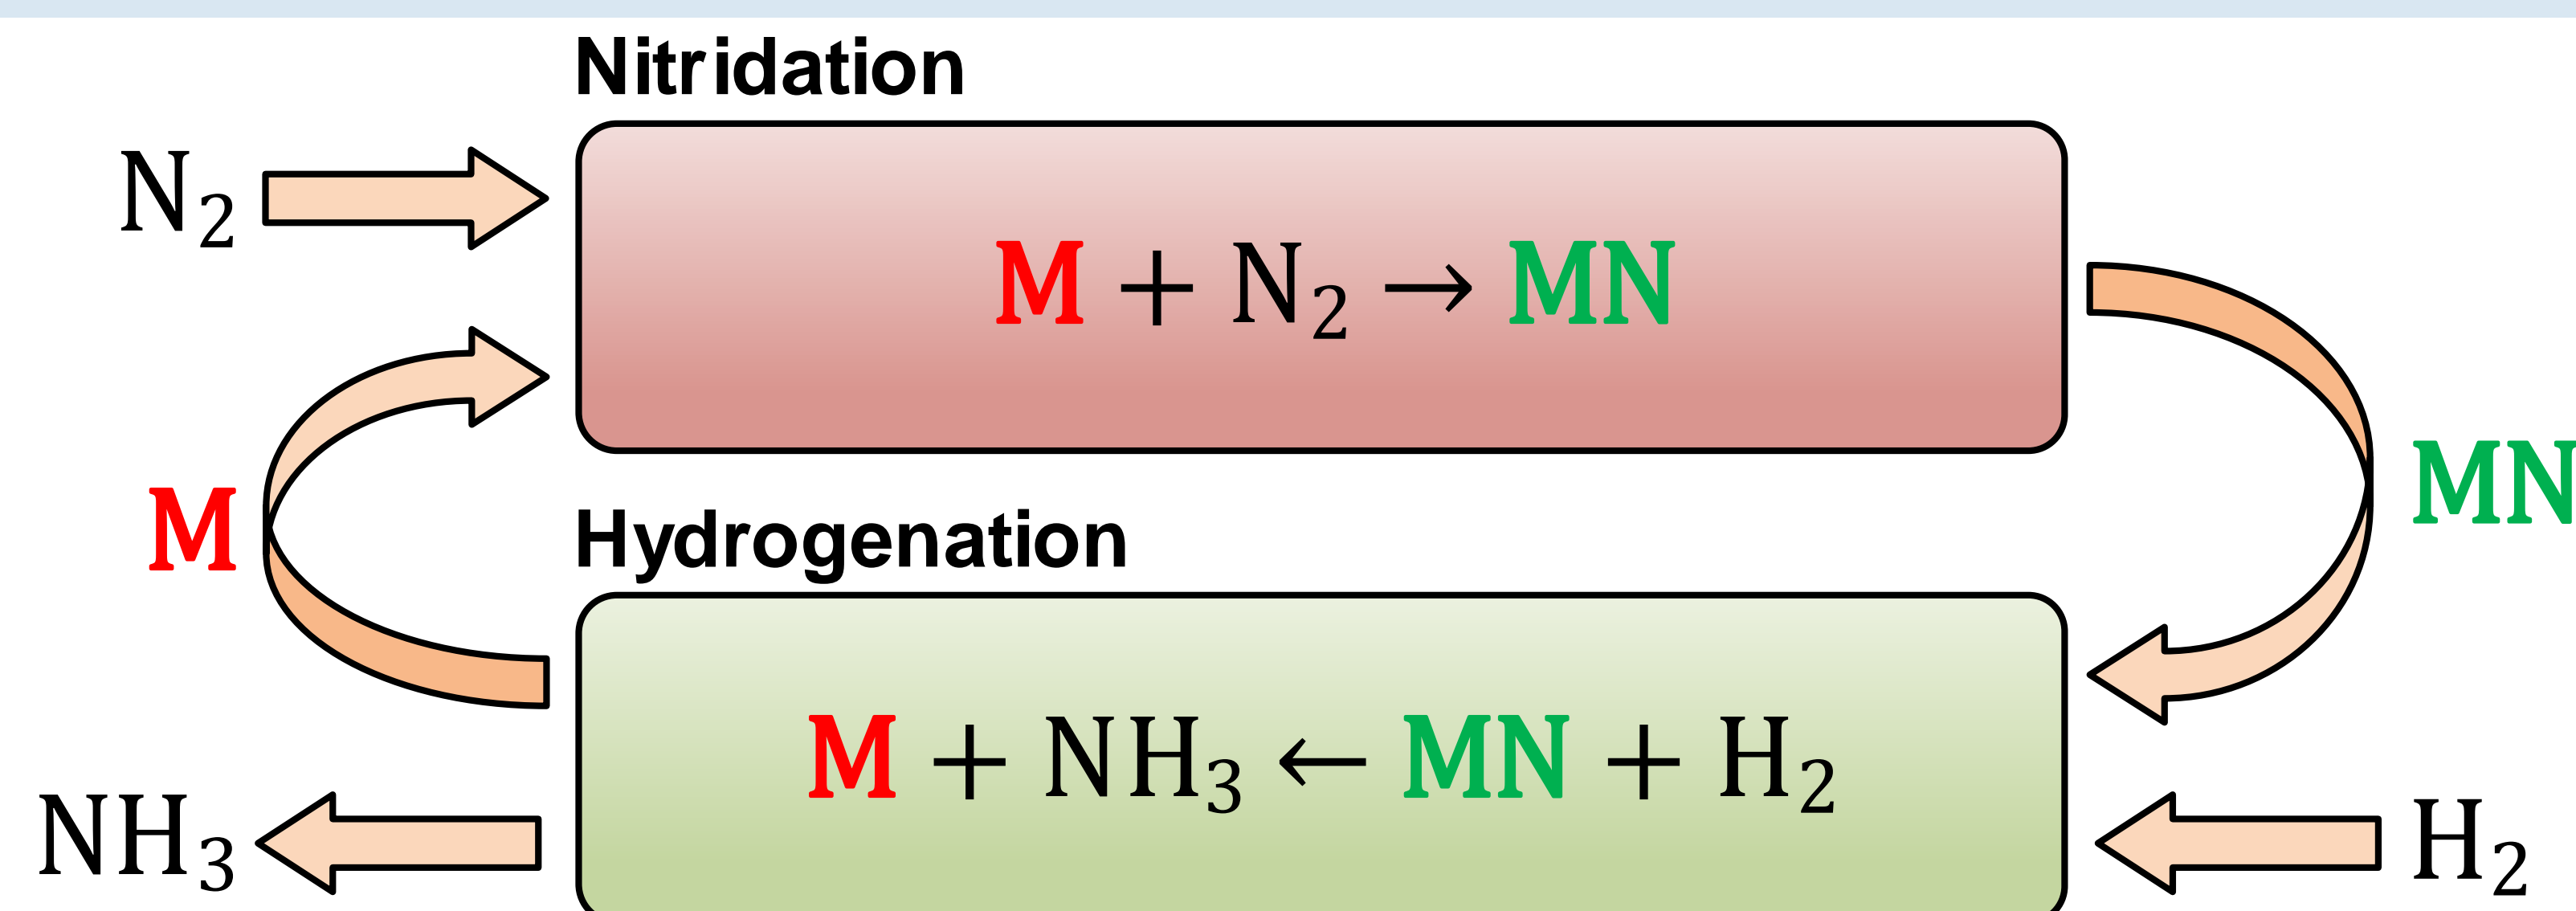 Nitridation
N₂
M + N₂ → MN
M
MN
Hydrogenation
M + NH₃ ← MN + H₂
NH₃
H₂